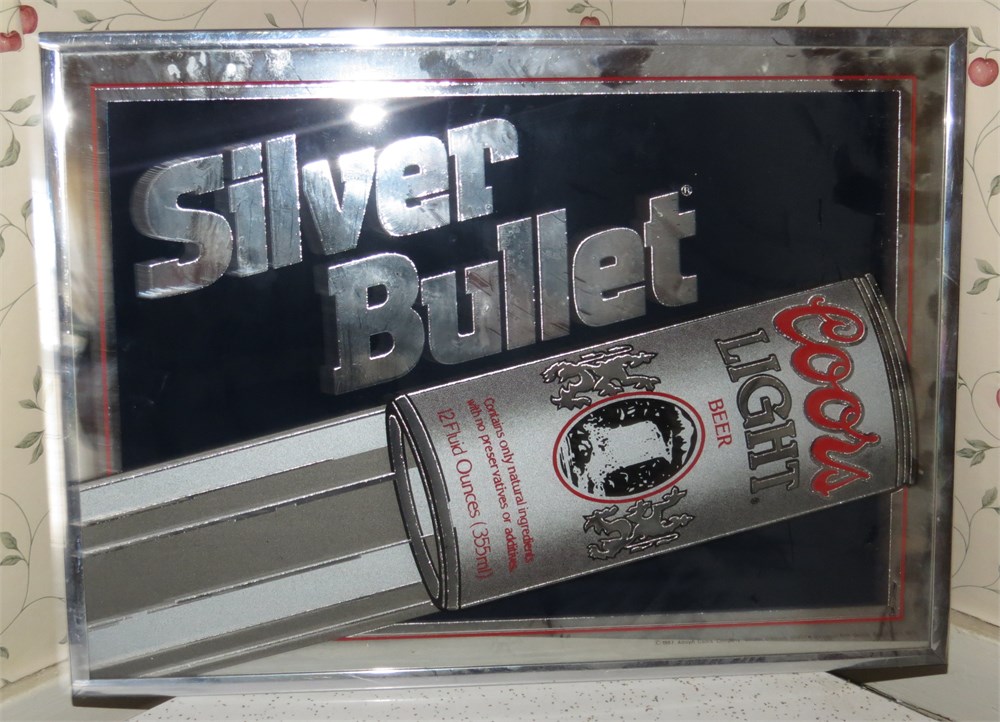 Silver
Bullet®
Coors
LIGHT.
BEER
Contains only natural ingredients
with no preservatives or additives.
12 Fluid Ounces (355ml)